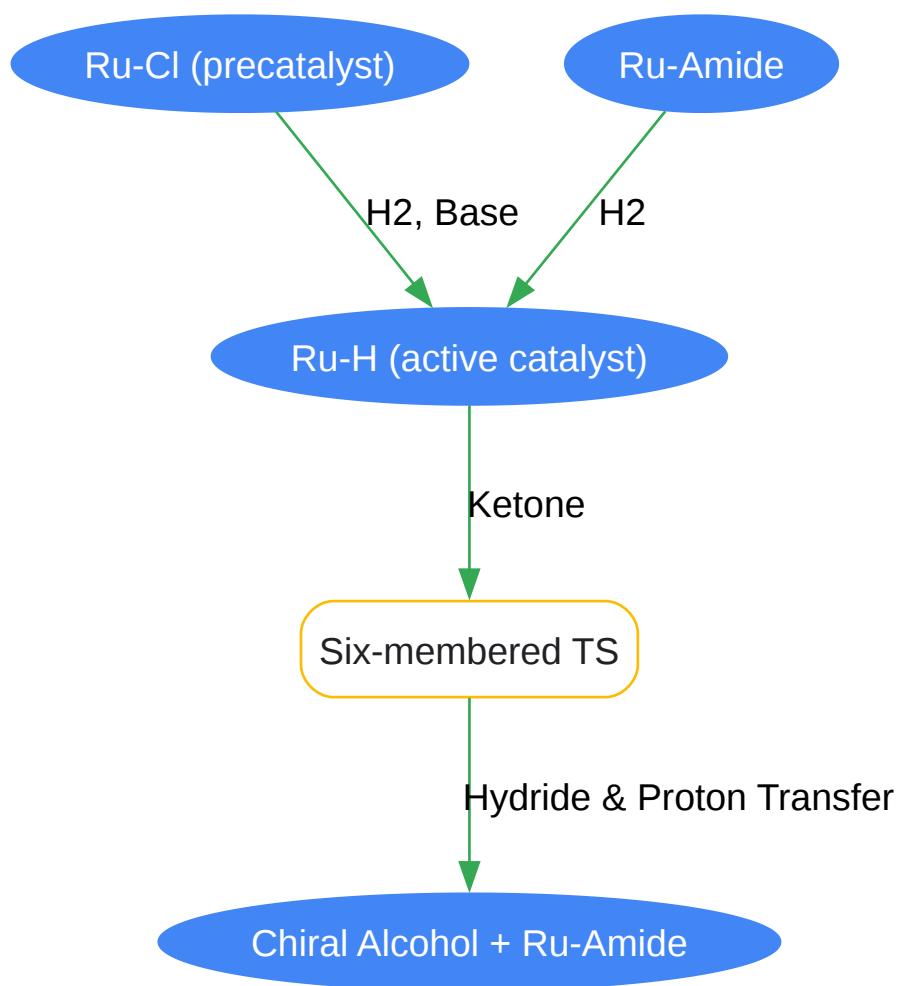 Ru-Cl (precatalyst)
Ru-Amide
H2, Base
H2
Ru-H (active catalyst)
Ketone
Six-membered TS
Hydride & Proton Transfer
Chiral Alcohol + Ru-Amide